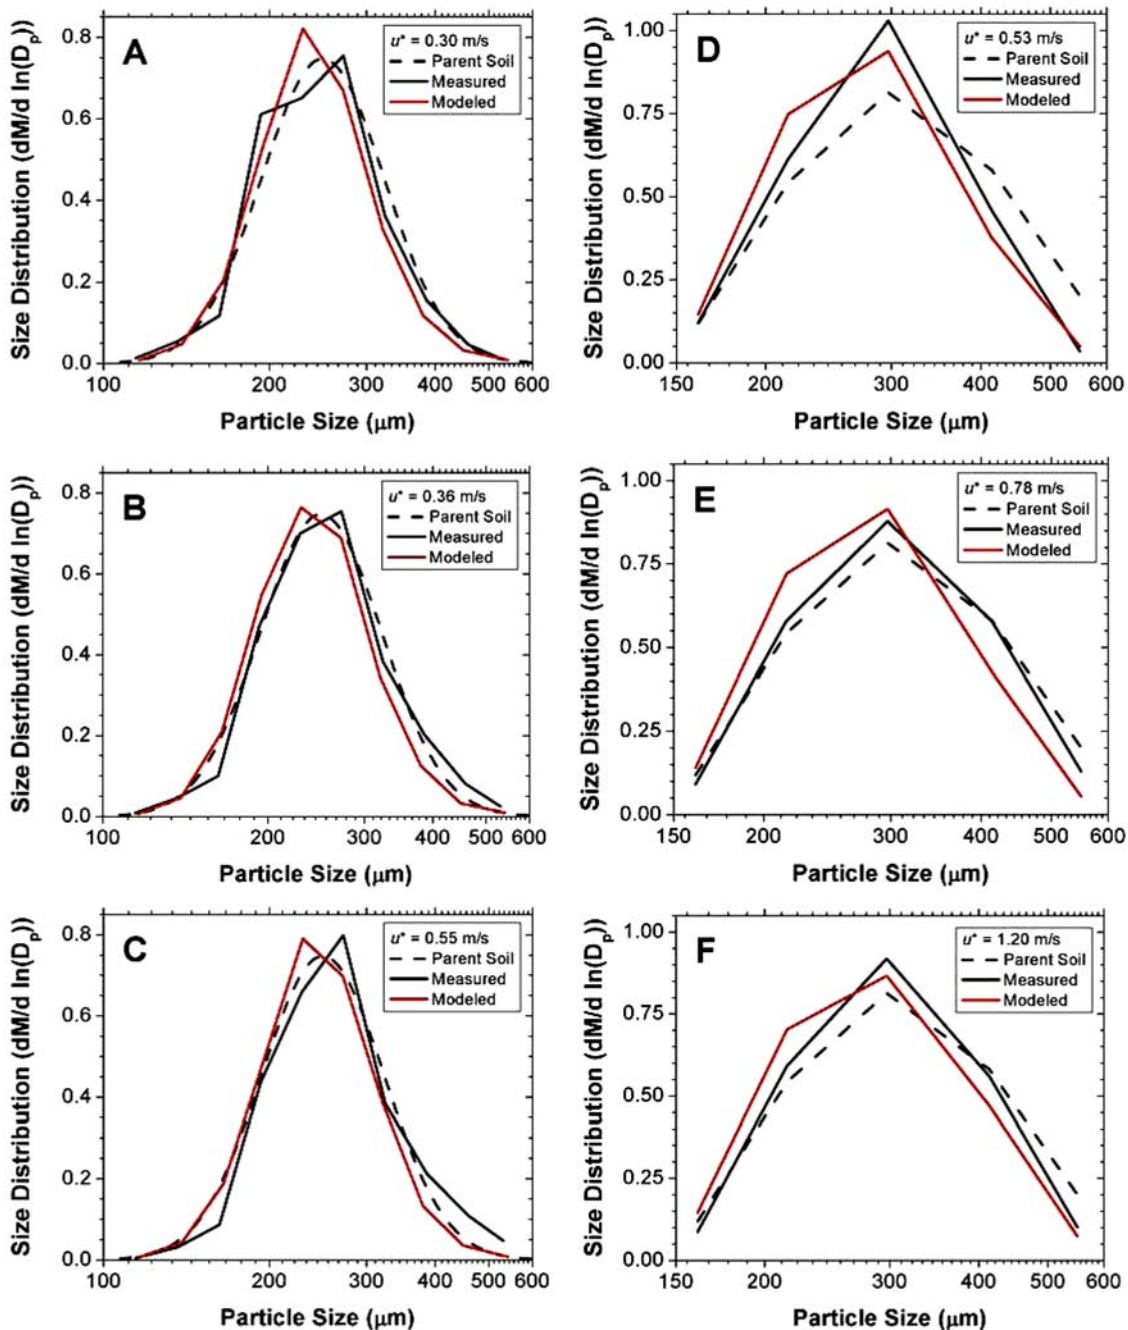 A
u* = 0.30 m/s
Parent Soil
Measured
Modeled
Size Distribution (dM/d ln(Dp))
0.8
0.6
0.4
0.2
0.0
100
200
300
400
500
600
Particle Size (μm)
D
u* = 0.53 m/s
Parent Soil
Measured
Modeled
Size Distribution (dM/d ln(Dp))
1.00
0.75
0.50
0.25
0.00
150
200
300
400
500
600
Particle Size (μm)
B
u* = 0.36 m/s
Parent Soil
Measured
Modeled
Size Distribution (dM/d ln(Dp))
0.8
0.6
0.4
0.2
0.0
100
200
300
400
500
600
Particle Size (μm)
E
u* = 0.78 m/s
Parent Soil
Measured
Modeled
Size Distribution (dM/d ln(Dp))
1.00
0.75
0.50
0.25
0.00
150
200
300
400
500
600
Particle Size (μm)
C
u* = 0.55 m/s
Parent Soil
Measured
Modeled
Size Distribution (dM/d ln(Dp))
0.8
0.6
0.4
0.2
0.0
100
200
300
400
500
600
Particle Size (μm)
F
u* = 1.20 m/s
Parent Soil
Measured
Modeled
Size Distribution (dM/d ln(Dp))
1.00
0.75
0.50
0.25
0.00
150
200
300
400
500
600
Particle Size (μm)